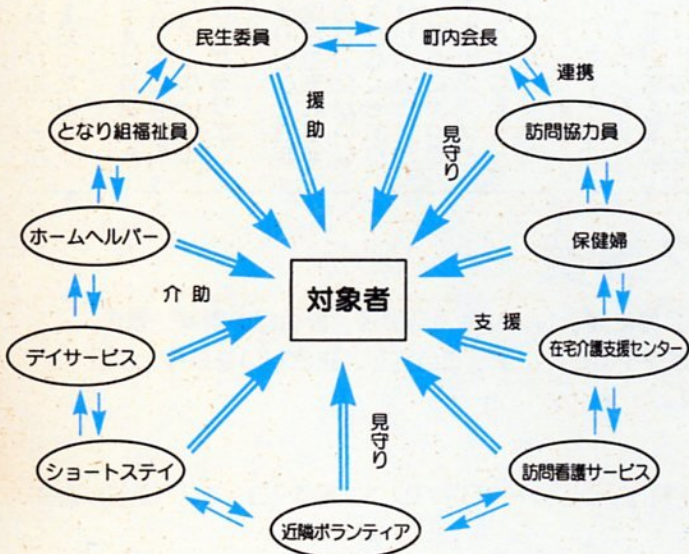 民生委員
町内会長
援助
連携
となり組福祉員
見守り
訪問協力員
ホームヘルパー
保健婦
介助
対象者
支援
デイサービス
在宅介護支援センター
見守り
ショートステイ
訪問看護サービス
近隣ボランティア